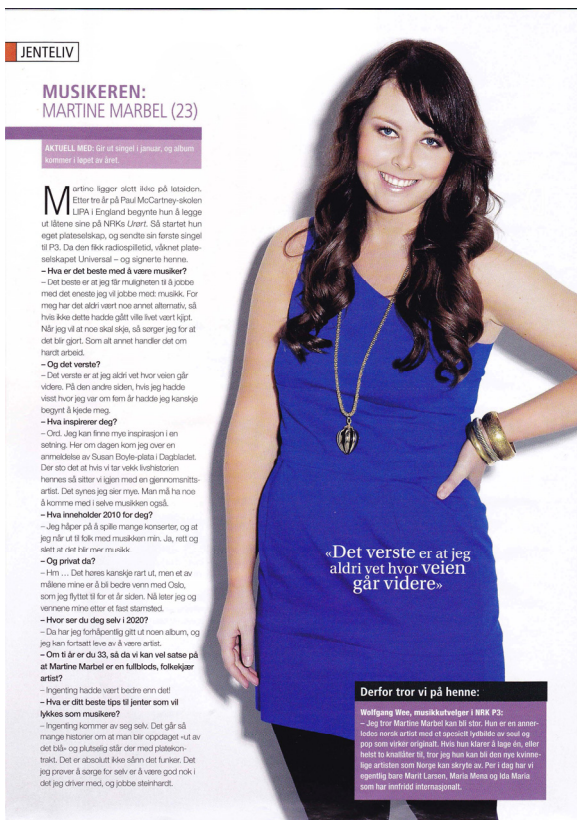 JENTELIV
MUSIKEREN:
MARTINE MARBEL (23)
AKTUELL MED: Gir ut singel i januar, og album
kommer i løpet av året.
Martine ligger slett ikke på latsiden.
Etter tre år på Paul McCartney-skolen
LIPA i England begynte hun å legge
ut låtene sine på NRKs Urørt. Så startet hun
eget plateselskap, og sendte sin første singel
til P3. Da den fikk radiospilletid, våknet plate-
selskapet Universal – og signerte henne.
– Hva er det beste med å være musiker?
– Det beste er at jeg får muligheten til å jobbe
med det eneste jeg vil jobbe med: musikk. For
meg har det aldri vært noe annet alternativ, så
hvis ikke dette hadde gått ville livet vært kjipt.
Når jeg vil at noe skal skje, så sørger jeg for at
det blir gjort. Som alt annet handler det om
hardt arbeid.
– Og det verste?
– Det verste er at jeg aldri vet hvor veien går
videre. På den andre siden, hvis jeg hadde
visst hvor jeg var om fem år hadde jeg kanskje
begynt å kjede meg.
– Hva inspirerer deg?
– Ord. Jeg kan finne mye inspirasjon i en
setning. Her om dagen kom jeg over en
anmeldelse av Susan Boyle-plata i Dagbladet.
Der sto det at hvis vi tar vekk livshistorien
hennes så sitter vi igjen med en gjennomsnitts-
artist. Det synes jeg sier mye. Man må ha noe
å komme med i selve musikken også.
– Hva inneholder 2010 for deg?
– Jeg håper på å spille mange konserter, og at
jeg når ut til folk med musikken min. Ja, rett og
slett at det blir mer musikk.
– Og privat da?
– Hm ... Det høres kanskje rart ut, men et av
målene mine er å bli bedre venn med Oslo,
som jeg flyttet til for et år siden. Nå leter jeg og
vennene mine etter et fast stamsted.
– Hvor ser du deg selv i 2020?
– Da har jeg forhåpentlig gitt ut noen album, og
jeg kan fortsatt leve av å være artist.
– Om ti år er du 33, så da vi kan vel satse på
at Martine Marbel er en fullblods, folkekjær
artist?
– Ingenting hadde vært bedre enn det!
– Hva er ditt beste tips til jenter som vil
lykkes som musikere?
– Ingenting kommer av seg selv. Det går så
mange historier om at man blir oppdaget «ut av
det blå» og plutselig står der med platekon-
trakt. Det er absolutt ikke sånn det funker. Det
jeg prøver å sørge for selv er å være god nok i
det jeg driver med, og jobbe steinhardt.
«Det verste er at jeg
aldri vet hvor veien
går videre»
Derfor tror vi på henne:
Wolfgang Wee, musikkutvelger i NRK P3:
– Jeg tror Martine Marbel kan bli stor. Hun er en anner-
ledes norsk artist med et spesielt lydbilde av soul og
pop som virker originalt. Hvis hun klarer å lage én, eller
helst to knallåter til, tror jeg hun kan bli den nye kvinne-
lige artisten som Norge kan skryte av. Per i dag har vi
egentlig bare Marit Larsen, Maria Mena og Ida Maria
som har innfridd internasjonalt.